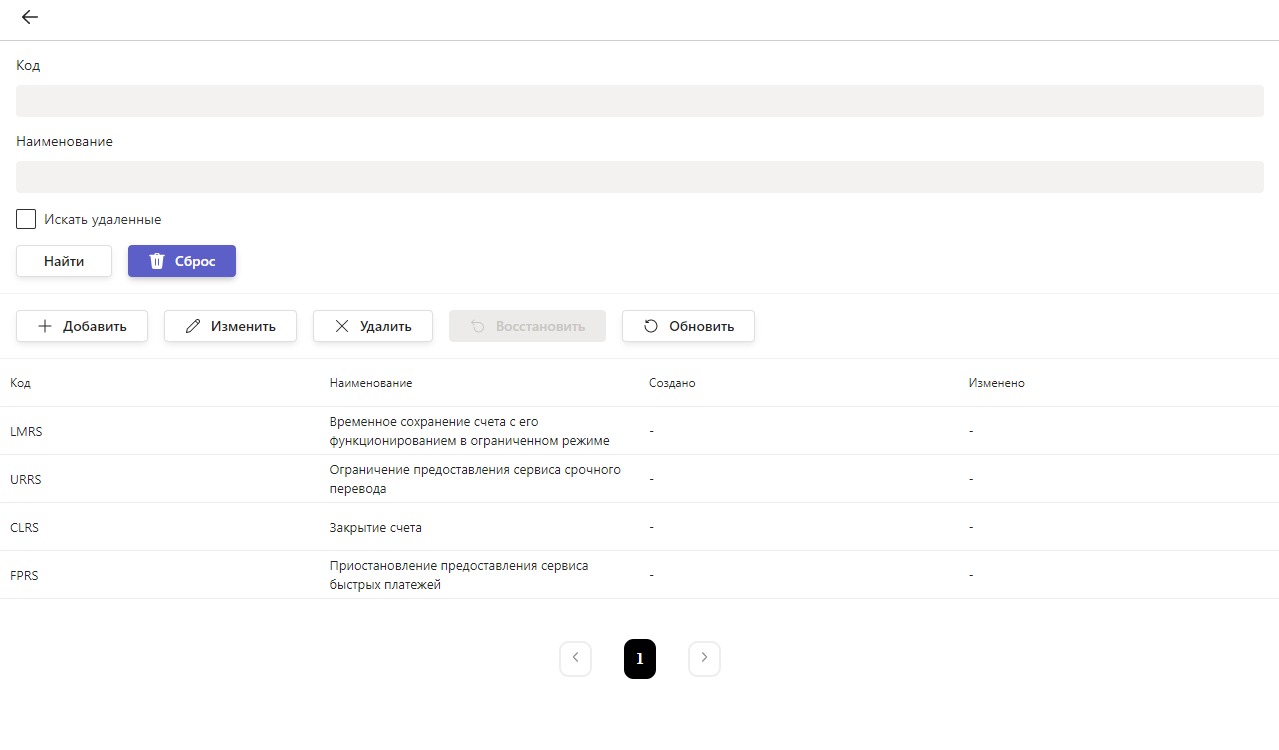 Код
Наименование
Искать удаленные
Найти Сброс
Добавить Изменить Удалить Восстановить Обновить
Код Наименование Создано Изменено
LMRS Временное сохранение счета с его функционированием в ограниченном режиме - -
URRS Ограничение предоставления сервиса срочного перевода - -
CLRS Закрытие счета - -
FPRS Приостановление предоставления сервиса быстрых платежей - -
1